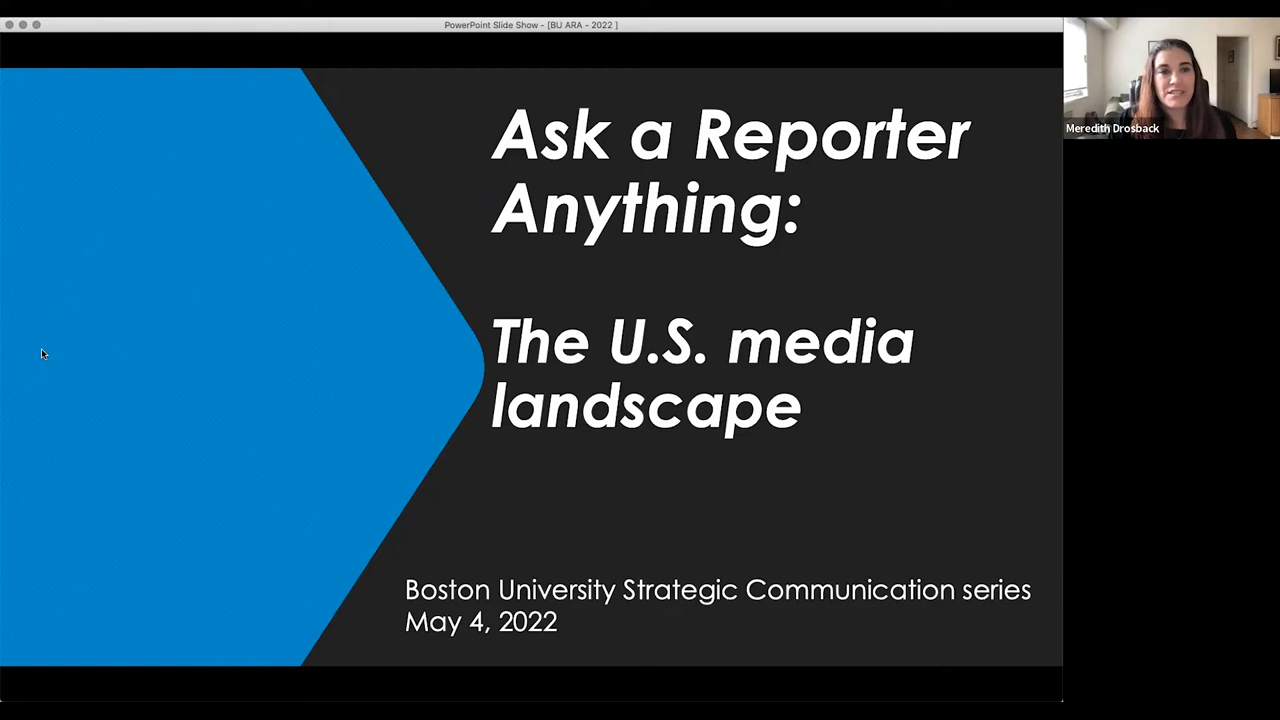 PowerPoint Slide Show - [BU ARA - 2022 ]
Meredith Drosback
Ask a Reporter
Anything:
The U.S. media
landscape
Boston University Strategic Communication series
May 4, 2022